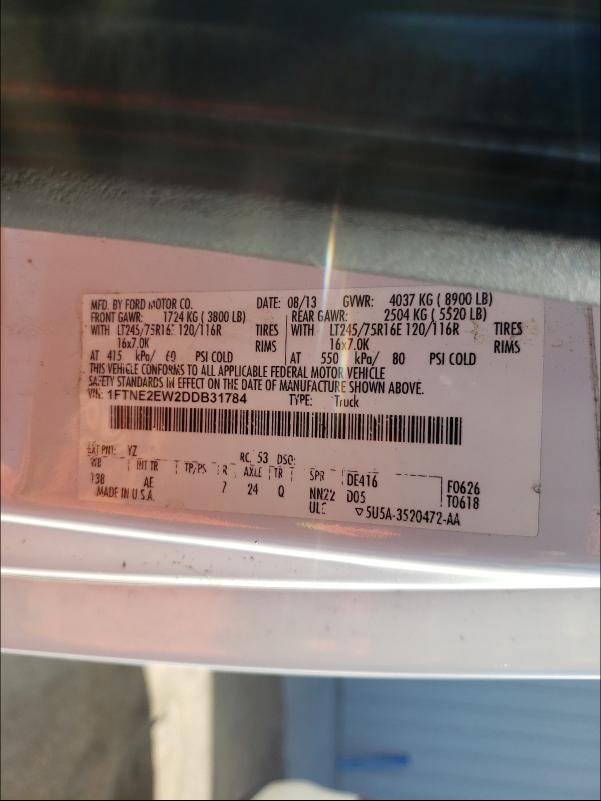 MFD. BY FORD MOTOR CO. DATE: 08/13 GVWR: 4037 KG ( 8900 LB)
FRONT GAWR: 1724 KG ( 3800 LB) REAR GAWR: 2504 KG ( 5520 LB)
WITH LT245/75R16E 120/116R TIRES WITH LT245/75R16E 120/116R TIRES
16x7.0K RIMS 16x7.0K RIMS
AT 415 kPa/ 60 PSI COLD AT 550 kPa/ 80 PSI COLD
THIS VEHICLE CONFORMS TO ALL APPLICABLE FEDERAL MOTOR VEHICLE
SAFETY STANDARDS IN EFFECT ON THE DATE OF MANUFACTURE SHOWN ABOVE.
VIN: 1FTNE2EW2DDB31784 TYPE: Truck
EXT PNT: YZ RC: 53 DSO:
WB INT TR TP/PS R AXLE TR SPR DE416 F0626
138 AE 7 24 Q NN22 D05 T0618
MADE IN U.S.A. ▽5U5A-3520472-AA